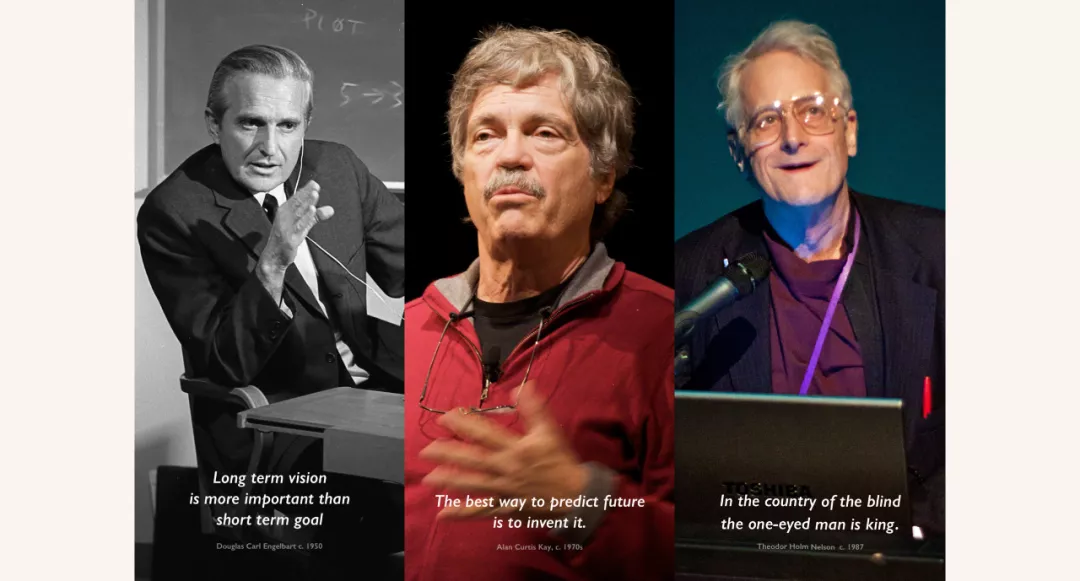 PLOT
5→3
Long term vision
is more important than
short term goal
Douglas Carl Engelbart c. 1950
The best way to predict future
is to invent it.
Alan Curtis Kay, c. 1970s
TOSHIBA
In the country of the blind
the one-eyed man is king.
Theodor Holm Nelson c. 1987